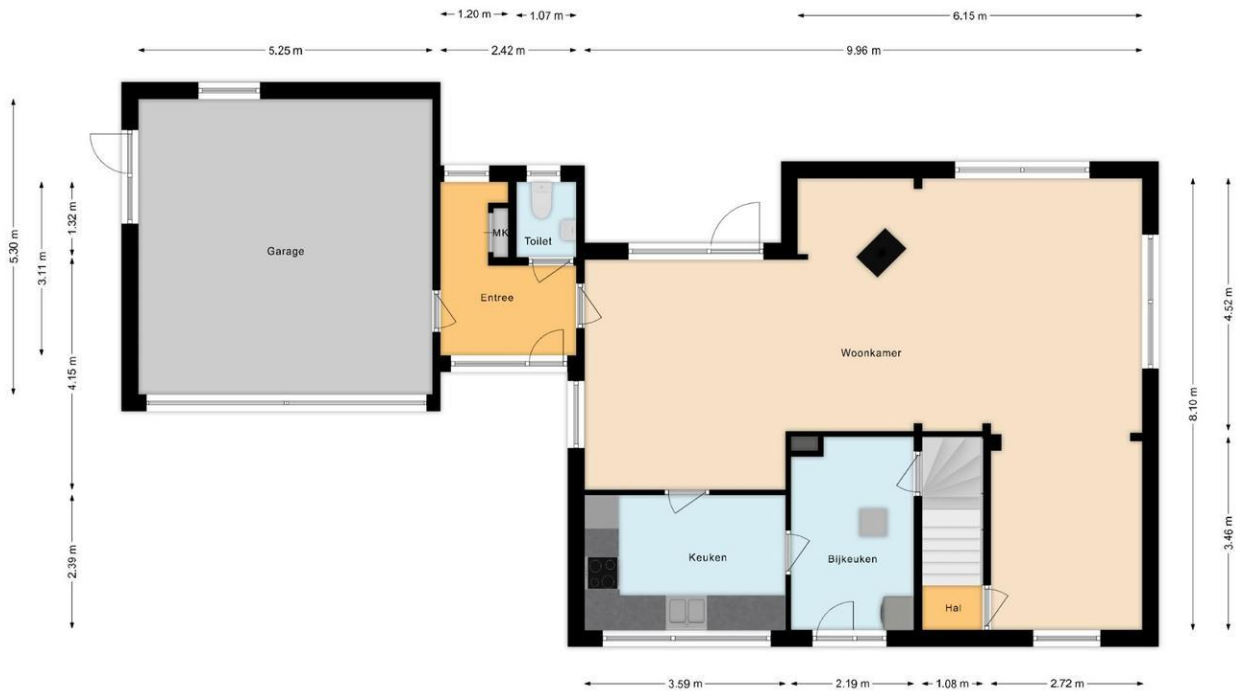 1.20 m
1.07 m
6.15 m
5.25 m
2.42 m
9.96 m
5.30 m
3.11 m
1.32 m
4.15 m
2.39 m
Garage
MK
Toilet
Entree
Woonkamer
Keuken
Bijkeuken
Hal
4.52 m
8.10 m
3.46 m
3.59 m
2.19 m
1.08 m
2.72 m